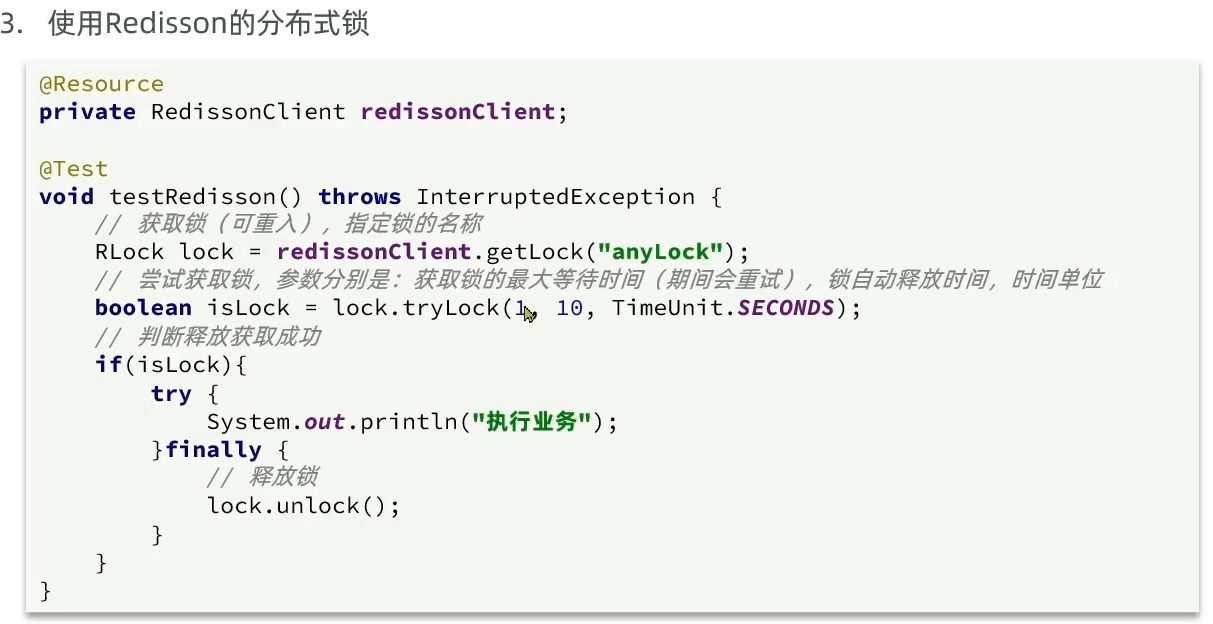 3. 使用Redisson的分布式锁
@Resource
private RedissonClient redissonClient;
@Test
void testRedisson() throws InterruptedException {
// 获取锁（可重入），指定锁的名称
RLock lock = redissonClient.getLock("anyLock");
// 尝试获取锁，参数分别是：获取锁的最大等待时间（期间会重试），锁自动释放时间，时间单位
boolean isLock = lock.tryLock(1, 10, TimeUnit.SECONDS);
// 判断释放获取成功
if(isLock){
try {
System.out.println("执行业务");
}finally {
// 释放锁
lock.unlock();
}
}
}